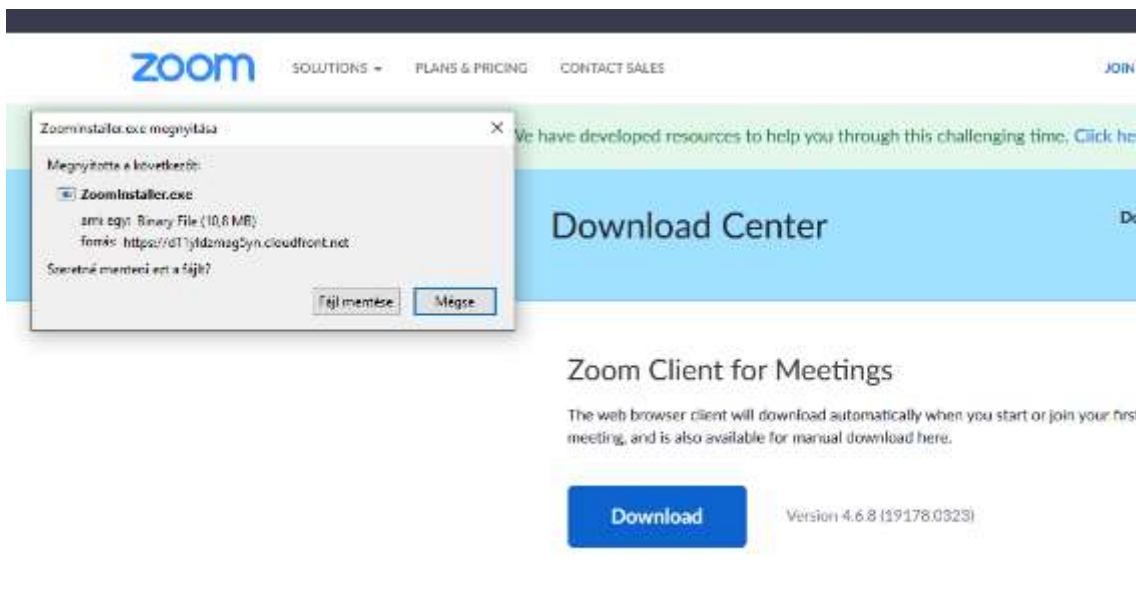 zoom SOLUTIONS PLANS & PRICING CONTACT SALES JOIN
ZoomInstaller.exe megnyitása
We have developed resources to help you through this challenging time. Click he
Megnyitotta a következőt:
ZoomInstaller.exe
ami egy: Binary File (10,8 MB)
forrás:
Szeretné menteni ezt a fájlt?
Fájl mentése Mégse
Download Center
Do
Zoom Client for Meetings
The web browser client will download automatically when you start or join your first
meeting, and is also available for manual download here.
Download Version 4.6.8 (19178.0323)